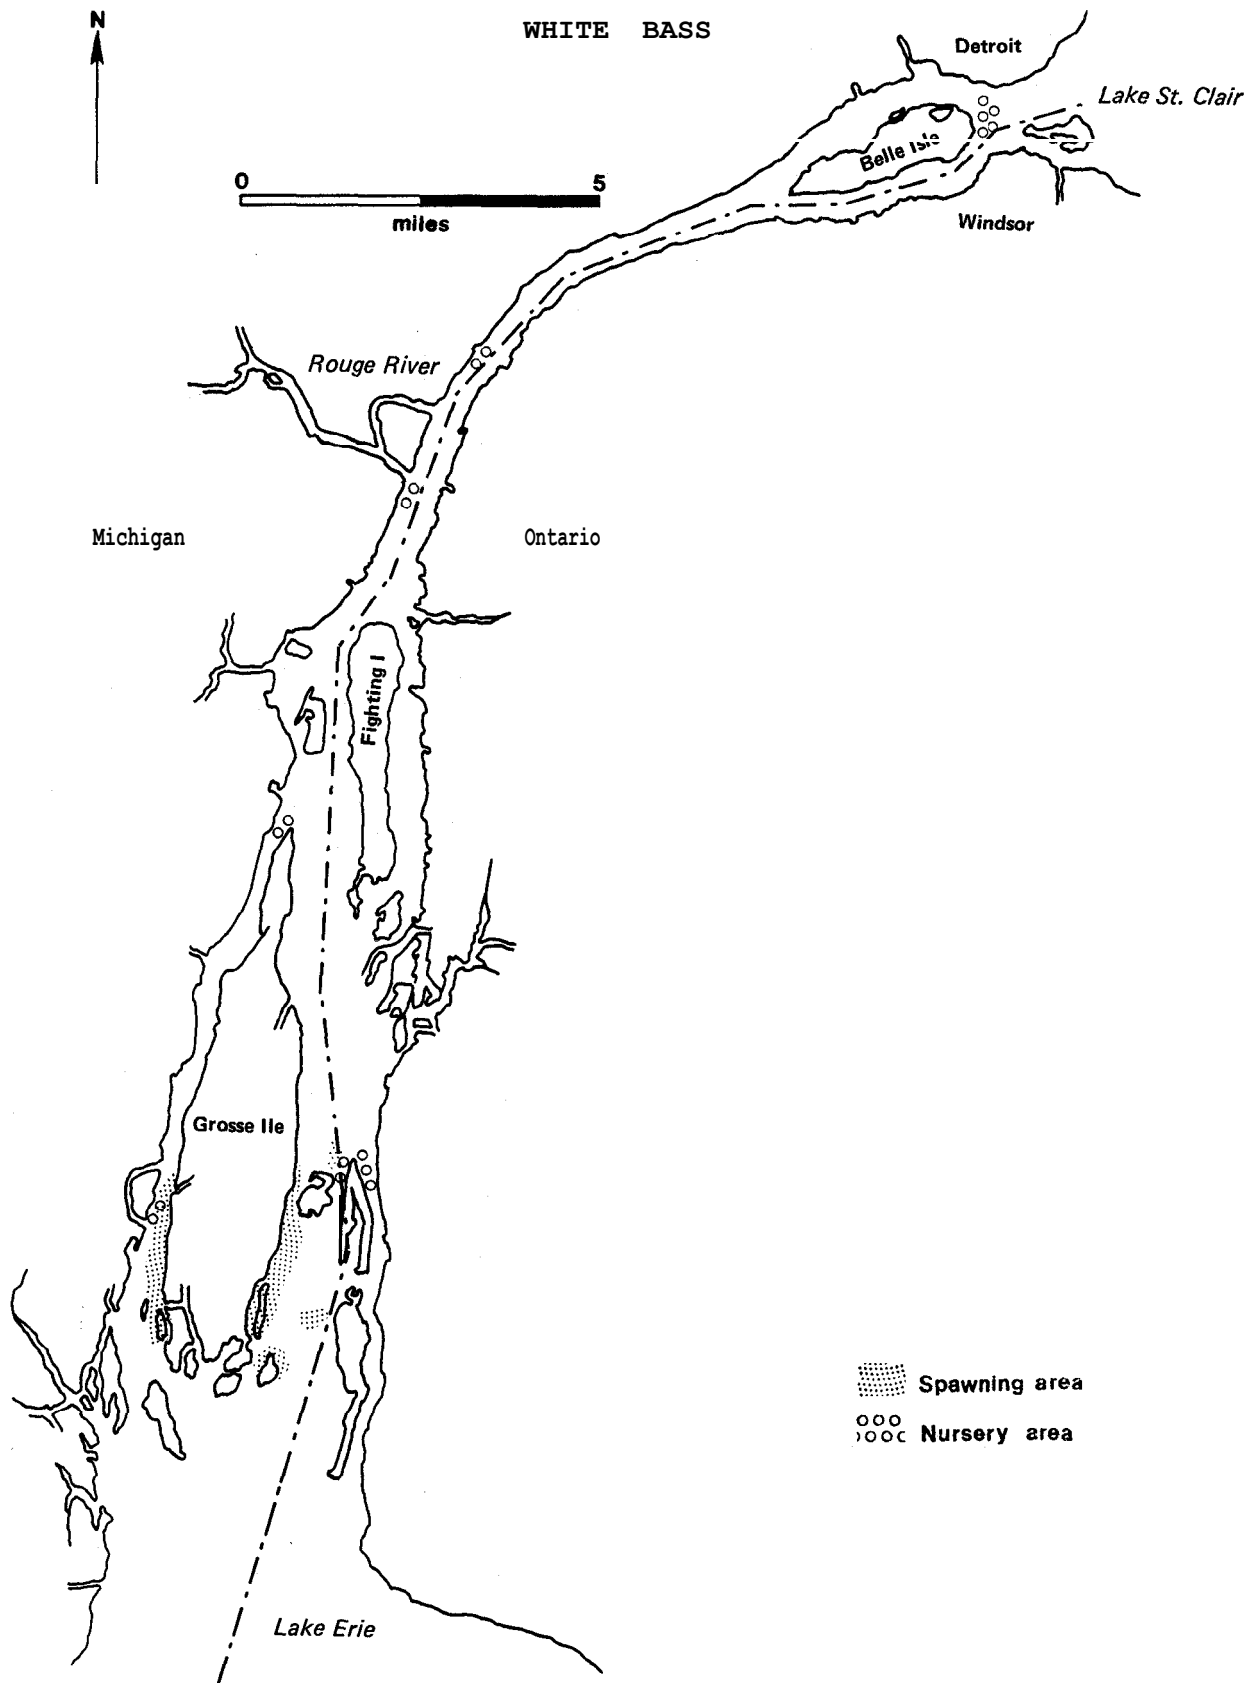 WHITE BASS
N
Detroit
Lake St. Clair
Belle Isle
0 5
miles
Windsor
Rouge River
Michigan
Ontario
Fighting I
Grosse Ile
Spawning area
Nursery area
Lake Erie